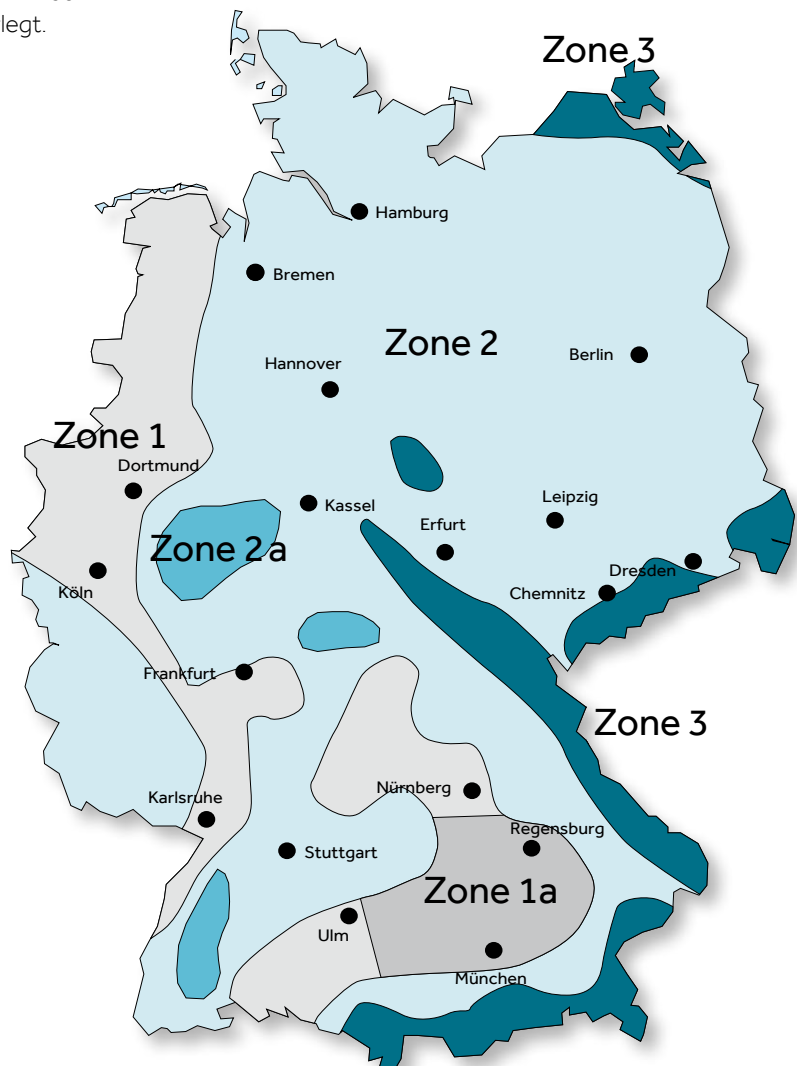 legt.
Zone 3
Hamburg
Bremen
Zone 2
Berlin
Hannover
Zone 1
Dortmund
Kassel
Leipzig
Erfurt
Zone 2a
Dresden
Köln
Chemnitz
Frankfurt
Zone 3
Nürnberg
Karlsruhe
Regensburg
Stuttgart
Zone 1a
Ulm
München